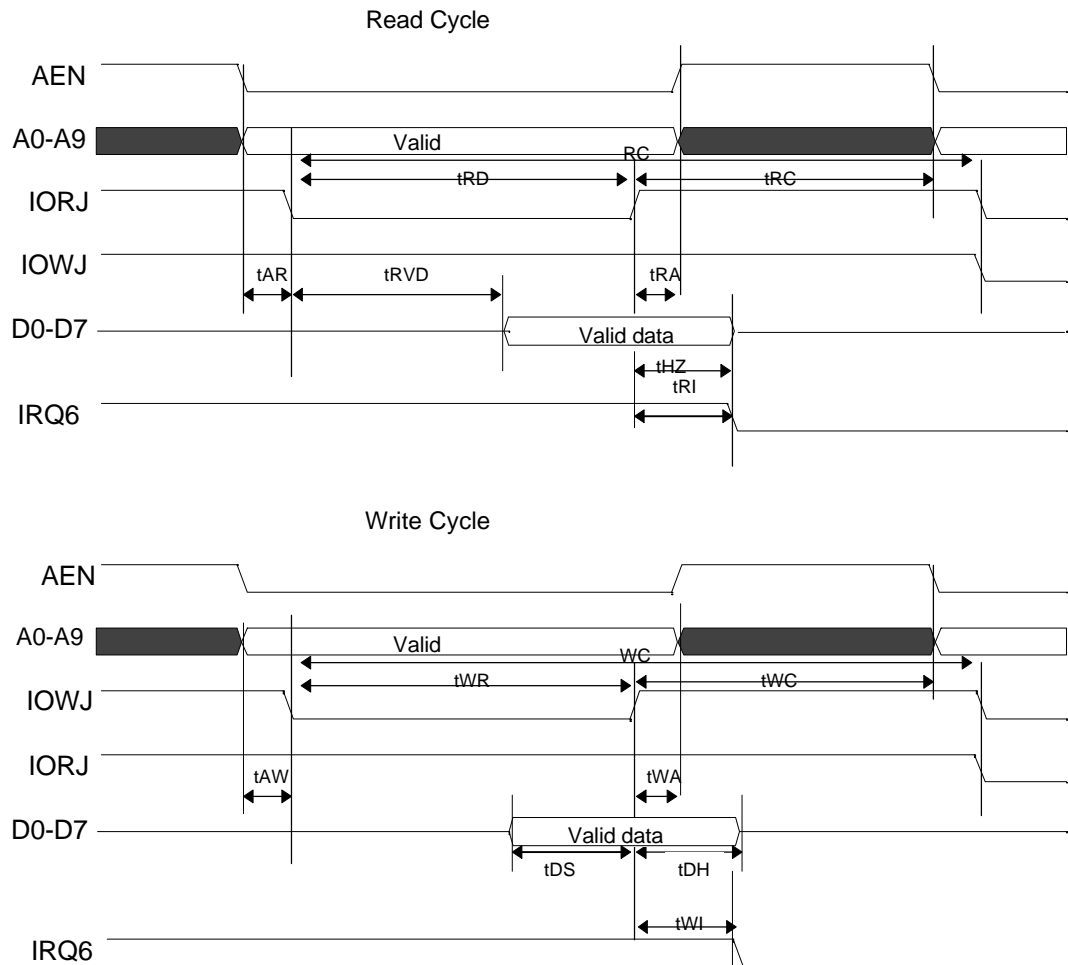 Read Cycle
AEN
A0-A9
Valid
RC
tRD
tRC
IORJ
IOWJ
tAR
tRVD
tRA
D0-D7
Valid data
tHZ
tRI
IRQ6
Write Cycle
AEN
A0-A9
Valid
WC
tWR
tWC
IOWJ
IORJ
tAW
tWA
D0-D7
Valid data
tDS
tDH
tWI
IRQ6